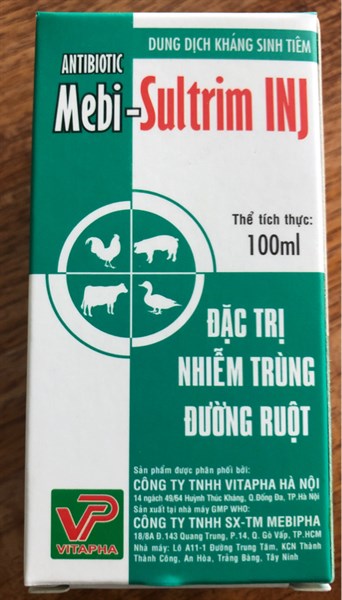 DUNG DỊCH KHÁNG SINH TIÊM
ANTIBIOTIC
Mebi-Sultrim INJ
Thể tích thực:
100ml
ĐẶC TRỊ
NHIỄM TRÙNG
ĐƯỜNG RUỘT
Sản phẩm được phân phối bởi:
CÔNG TY TNHH VITAPHA HÀ NỘI
14 ngách 49/64 Huỳnh Thúc Kháng, Q.Đống Đa, TP.Hà Nội
Sản xuất tại nhà máy GMP WHO:
CÔNG TY TNHH SX-TM MEBIPHA
18/8A Đ.143 Quang Trung, P.14, Q. Gò Vấp, TP.HCM
Nhà máy: Lô A11-1 Đường Trung Tâm, KCN Thành
Thành Công, An Hòa, Trảng Bàng, Tây Ninh
VP
VITAPHA